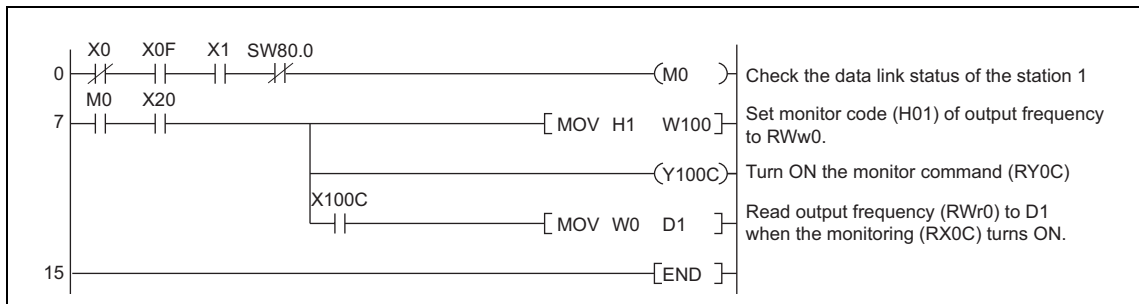 X0 X0F X1 SW80.0
0 (M0 ) Check the data link status of the station 1
M0 X20
7 [ MOV H1 W100 ] Set monitor code (H01) of output frequency
to RWw0.
(Y100C) Turn ON the monitor command (RY0C)
X100C
[ MOV W0 D1 ] Read output frequency (RWr0) to D1
when the monitoring (RX0C) turns ON.
15 [END ]